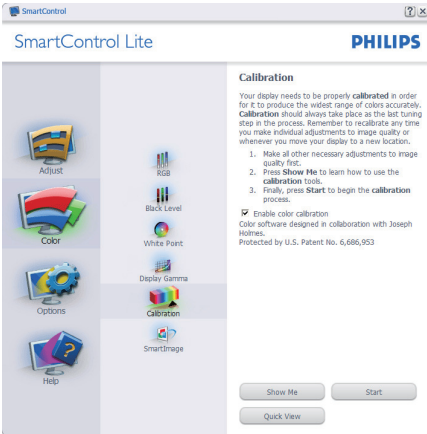 SmartControl
SmartControl Lite
PHILIPS
Adjust
Color
Options
Help
RGB
Black Level
White Point
Display Gamma
Calibration
SmartImage
Calibration
Your display needs to be properly calibrated in order
for it to produce the widest range of colors accurately.
Calibration should always take place as the last tuning
step in the process. Remember to recalibrate any time
you make individual adjustments to image quality or
whenever you move your display to a new location.
1. Make all other necessary adjustments to image
quality first.
2. Press Show Me to learn how to use the
calibration tools.
3. Finally, press Start to begin the calibration
process.
Enable color calibration
Color software designed in collaboration with Joseph
Holmes.
Protected by U.S. Patent No. 6,686,953
Show Me
Start
Quick View